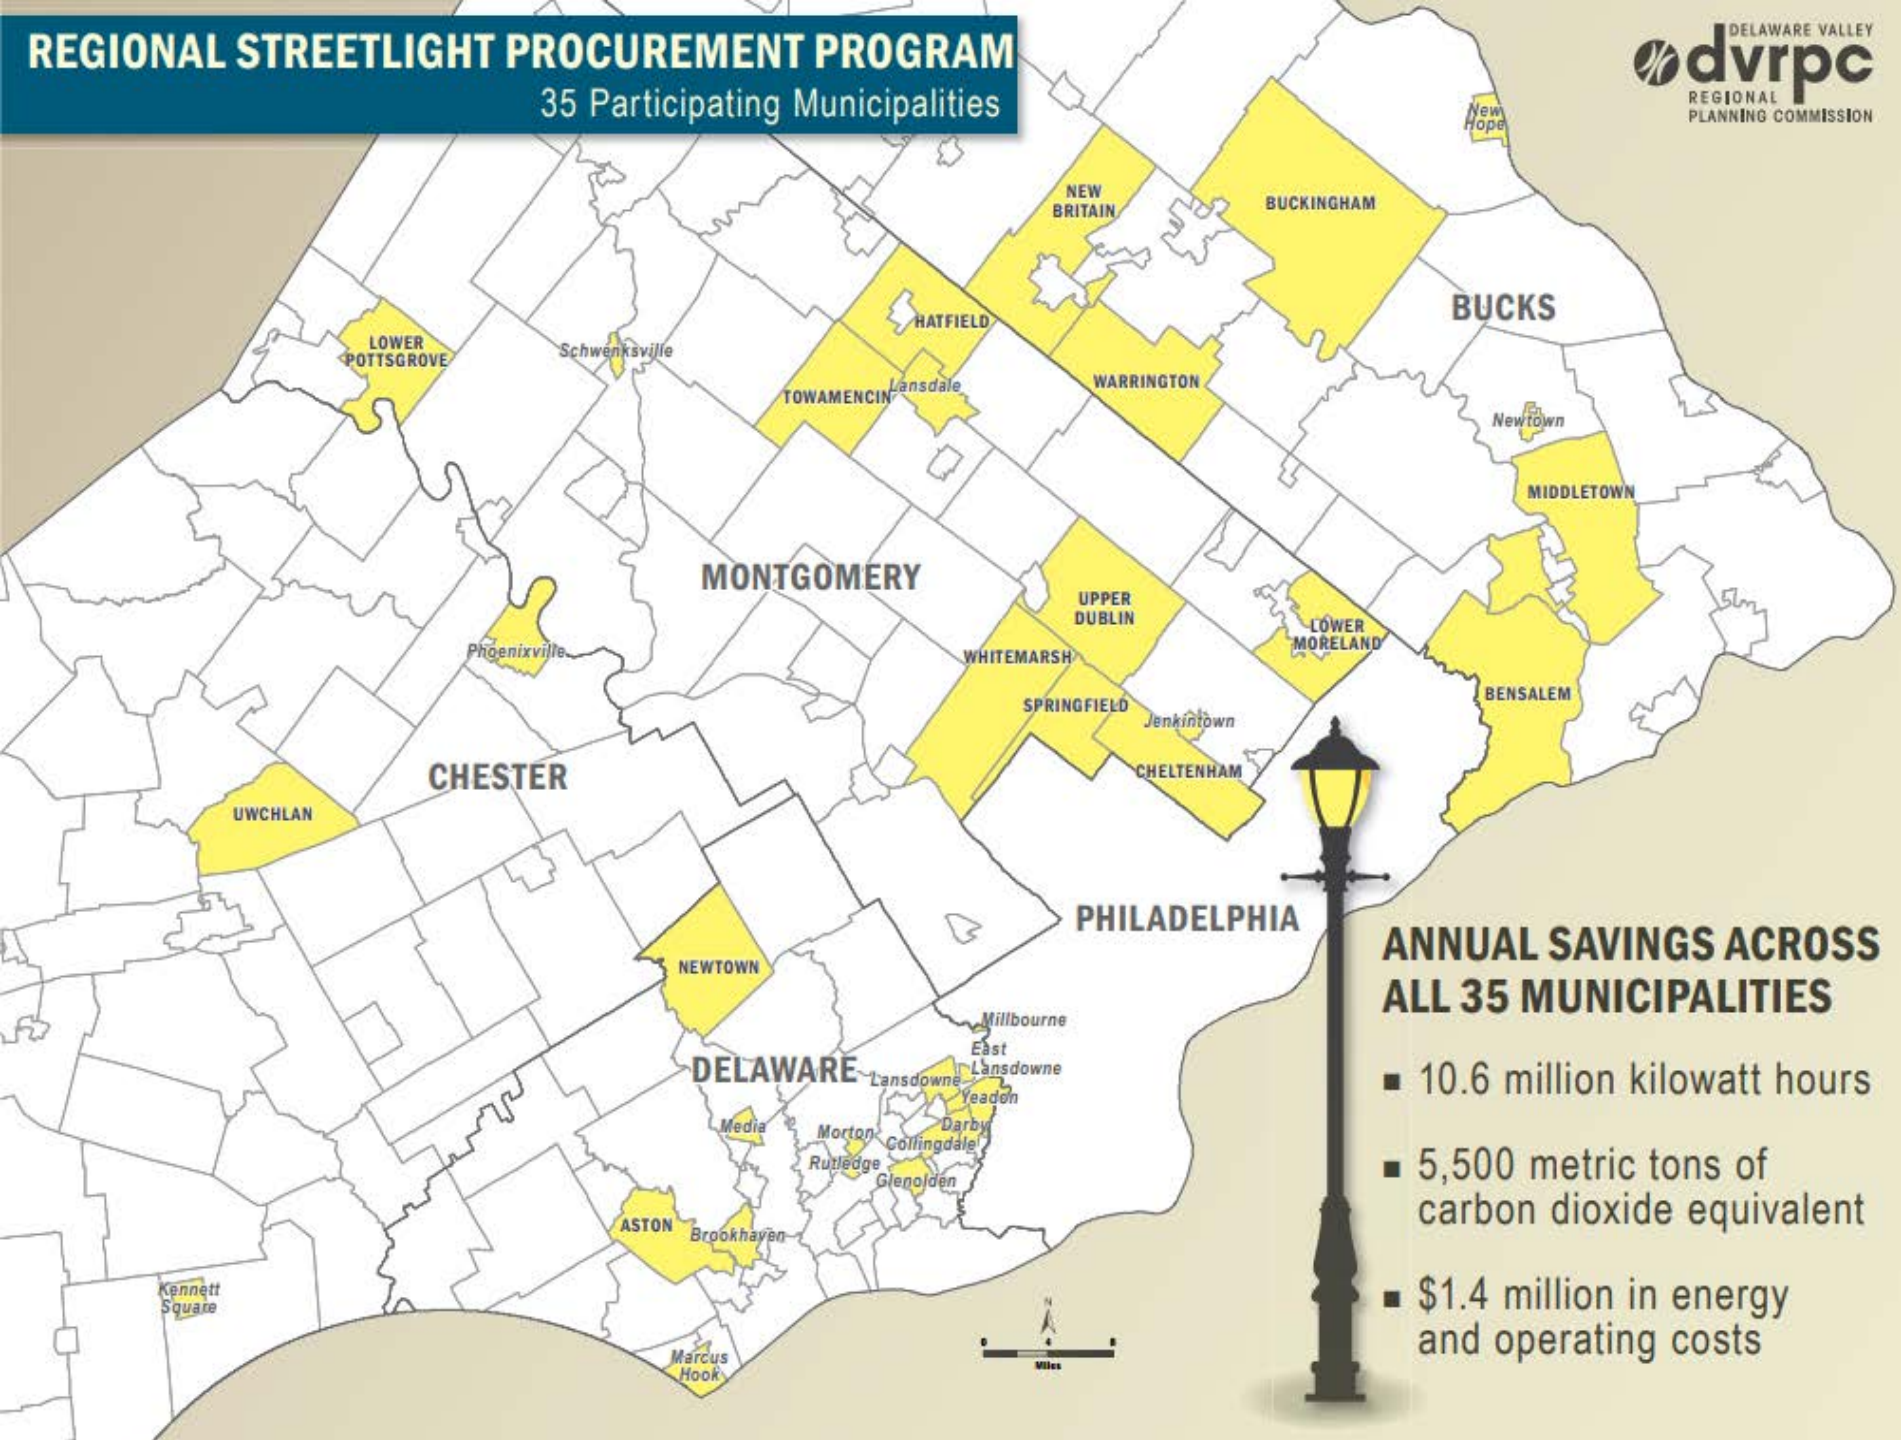 REGIONAL STREETLIGHT PROCUREMENT PROGRAM
35 Participating Municipalities
DELAWARE VALLEY
dvrpc
REGIONAL
PLANNING COMMISSION
New
Hope
NEW
BRITAIN
BUCKINGHAM
BUCKS
HATFIELD
LOWER
POTTSGROVE
Schwenksville
TOWAMENCIN
Lansdale
WARRINGTON
Newtown
MIDDLETOWN
MONTGOMERY
UPPER
DUBLIN
LOWER
MORELAND
Phoenixville
WHITEMARSH
BENSALEM
SPRINGFIELD
Jenkintown
CHELTENHAM
CHESTER
UWCHLAN
PHILADELPHIA
NEWTOWN
Millbourne
East
Lansdowne
DELAWARE
Lansdowne
Yeadon
Media
Morton
Darby
Collingdale
Rutledge
Glenolden
ASTON
Brookhaven
Kennett
Square
Marcus
Hook
N
0 4 8
Miles
ANNUAL SAVINGS ACROSS
ALL 35 MUNICIPALITIES
■ 10.6 million kilowatt hours
■ 5,500 metric tons of
carbon dioxide equivalent
■ $1.4 million in energy
and operating costs